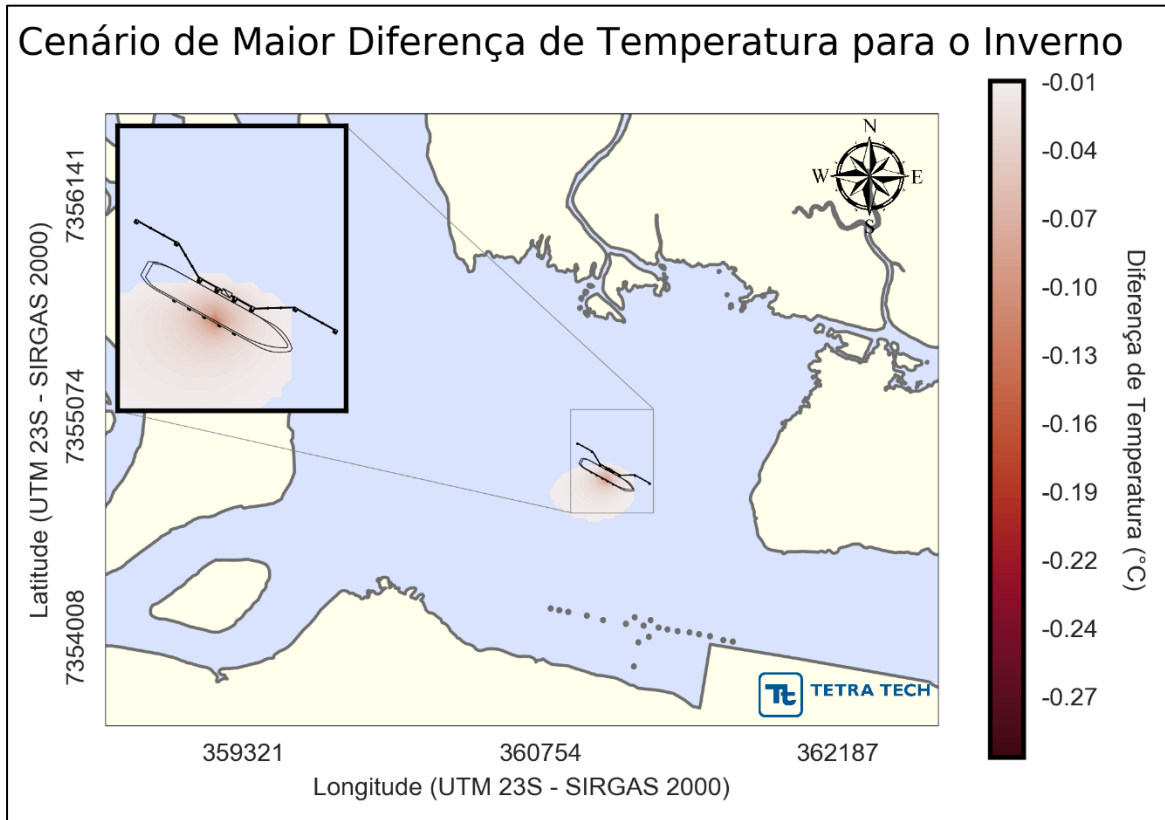 Cenário de Maior Diferença de Temperatura para o Inverno
-0.01
-0.04
-0.07
-0.10
-0.13
-0.16
-0.19
-0.22
-0.24
-0.27
Diferença de Temperatura (°C)
N
W
E
S
7356141
7355074
7354008
Latitude (UTM 23S - SIRGAS 2000)
Tt TETRA TECH
359321
360754
362187
Longitude (UTM 23S - SIRGAS 2000)